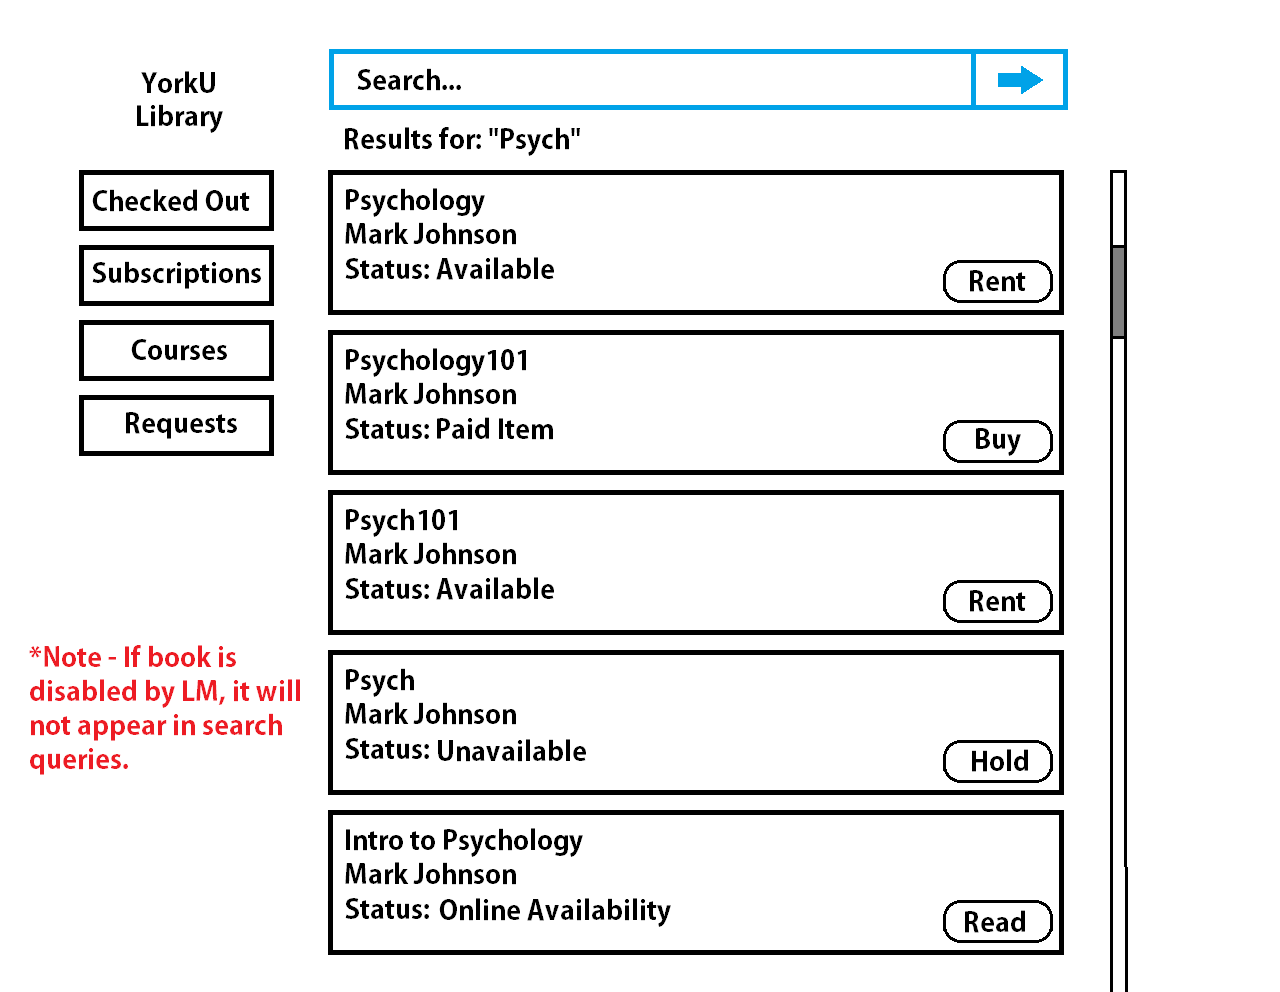 YorkU
Library
Search...
Results for: "Psych"
Checked Out
Subscriptions
Courses
Requests
*Note - If book is
disabled by LM, it will
not appear in search
queries.
Psychology
Mark Johnson
Status: Available
Rent
Psychology101
Mark Johnson
Status: Paid Item
Buy
Psych101
Mark Johnson
Status: Available
Rent
Psych
Mark Johnson
Status: Unavailable
Hold
Intro to Psychology
Mark Johnson
Status: Online Availability
Read